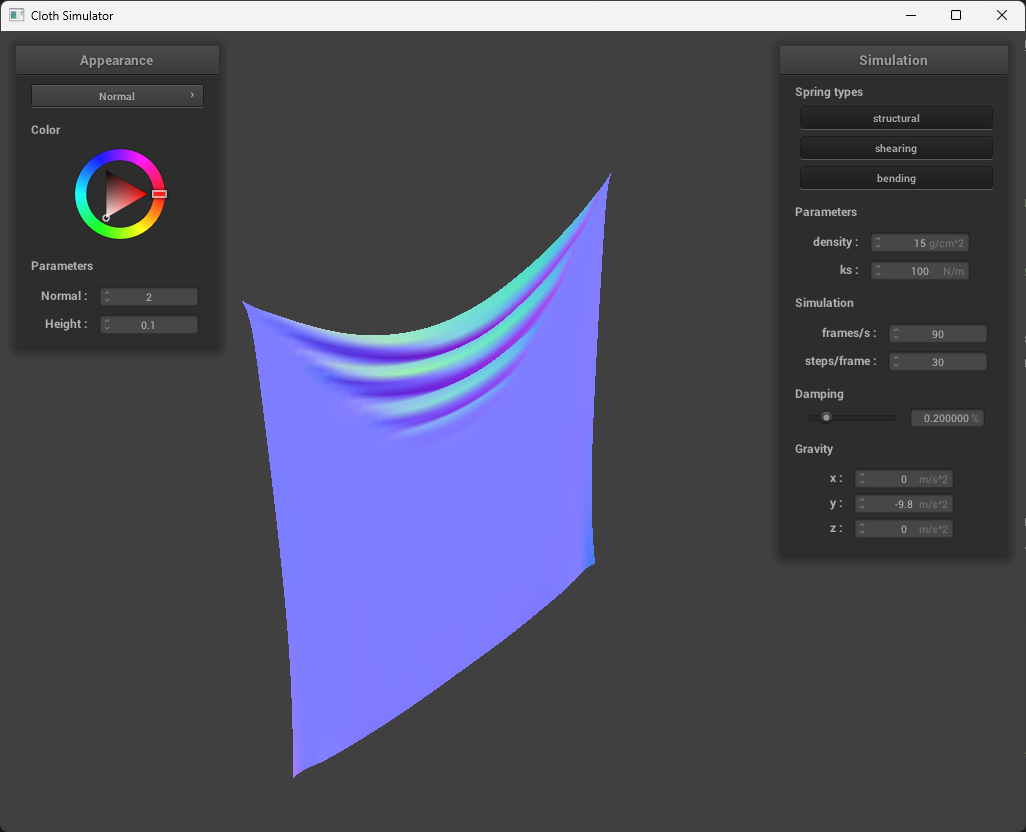 Cloth Simulator
Appearance
Normal
Color
Parameters
Normal : 2
Height : 0.1
Simulation
Spring types
structural
shearing
bending
Parameters
density : 15 g/cm^2
ks : 100 N/m
Simulation
frames/s : 90
steps/frame : 30
Damping
0.200000 %
Gravity
x : 0 m/s^2
y : -9.8 m/s^2
z : 0 m/s^2